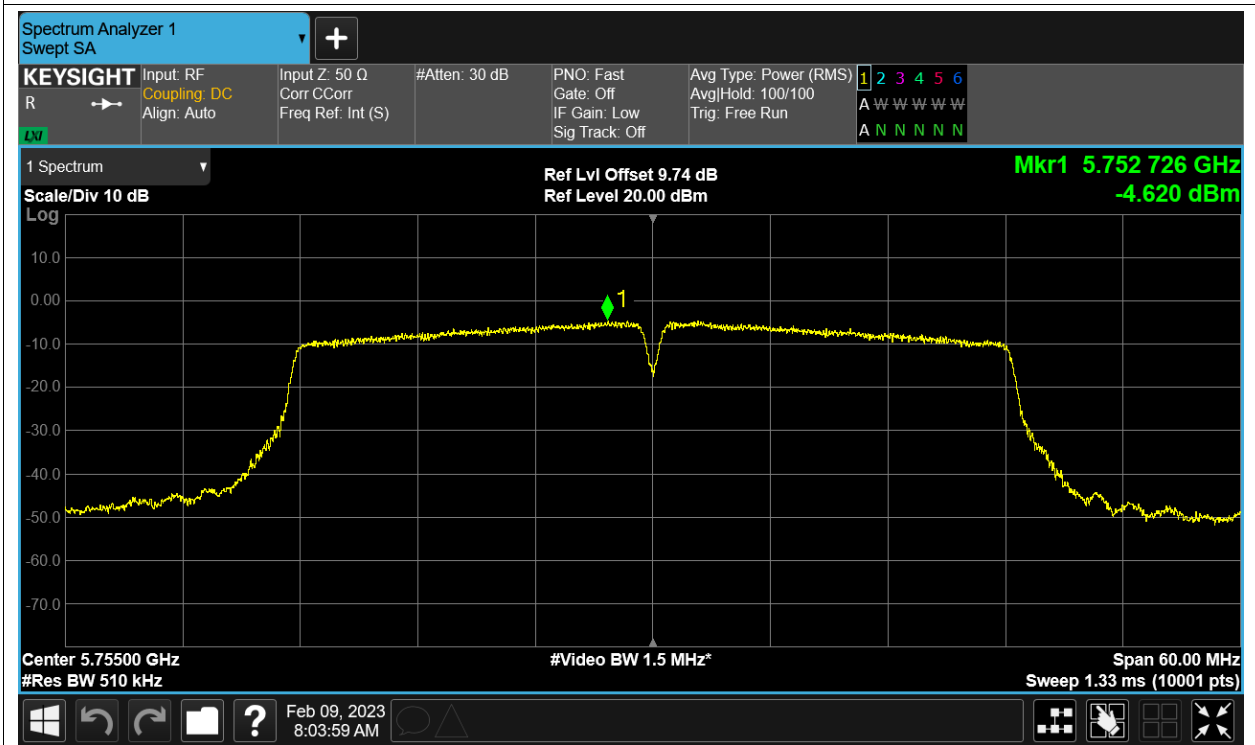 Spectrum Analyzer 1
Swept SA
KEYSIGHT
R
LXI
Input: RF
Coupling: DC
Align: Auto
Input Z: 50 Ω
Corr CCorr
Freq Ref: Int (S)
#Atten: 30 dB
PNO: Fast
Gate: Off
IF Gain: Low
Sig Track: Off
Avg Type: Power (RMS)
Avg|Hold: 100/100
Trig: Free Run
1 2 3 4 5 6
A W W W W W
A N N N N N
1 Spectrum
Scale/Div 10 dB
Log
Ref Lvl Offset 9.74 dB
Ref Level 20.00 dBm
Mkr1 5.752 726 GHz
-4.620 dBm
10.0
0.00
-10.0
-20.0
-30.0
-40.0
-50.0
-60.0
-70.0
1
Center 5.75500 GHz
#Res BW 510 kHz
#Video BW 1.5 MHz*
Span 60.00 MHz
Sweep 1.33 ms (10001 pts)
?
Feb 09, 2023
8:03:59 AM